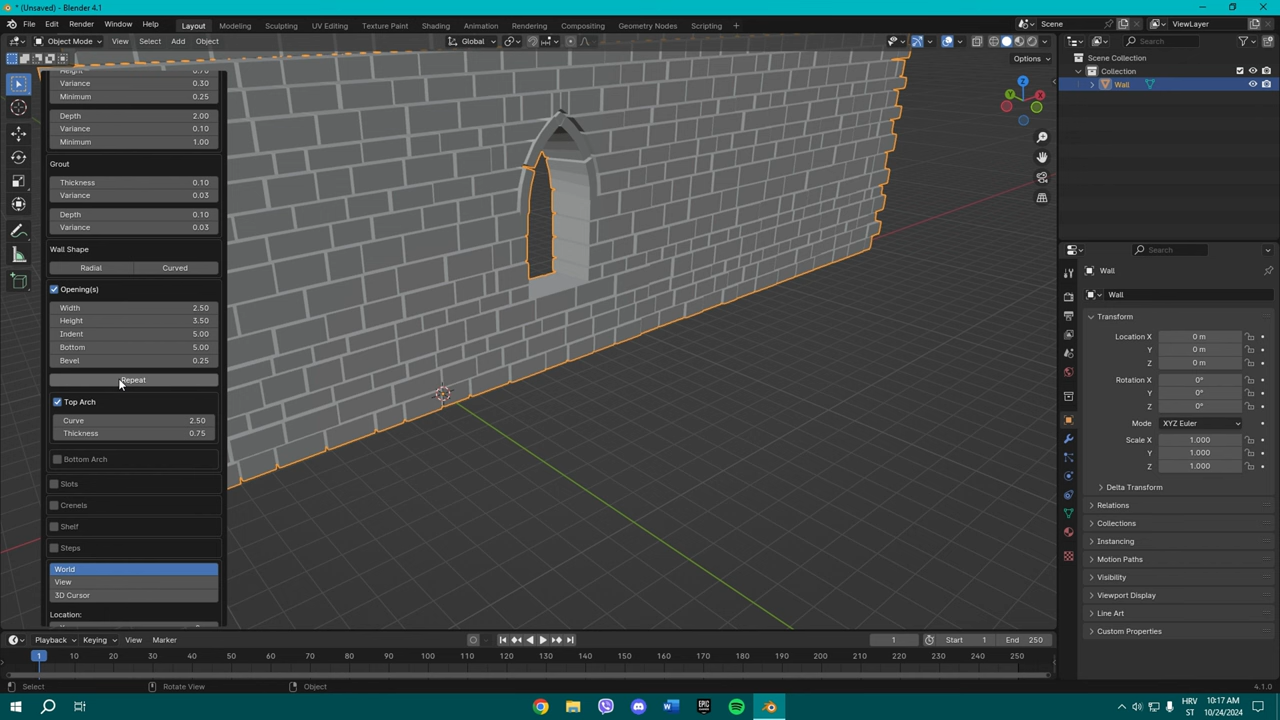 * (Unsaved) - Blender 4.1
File Edit Render Window Help Layout Modeling Sculpting UV Editing Texture Paint Shading Animation Rendering Compositing Geometry Nodes Scripting + Scene ViewLayer
Object Mode View Select Add Object Global Search
Options
Scene Collection
Collection
Wall
Height 0.70
Variance 0.30
Minimum 0.25
Depth 2.00
Variance 0.10
Minimum 1.00
Grout
Thickness 0.10
Variance 0.03
Depth 0.10
Variance 0.03
Wall Shape
Radial Curved
Opening(s)
Width 2.50
Height 3.50
Indent 5.00
Bottom 5.00
Bevel 0.25
Repeat
Top Arch
Curve 2.50
Thickness 0.75
Bottom Arch
Slots
Crenels
Shelf
Steps
World
View
3D Cursor
Location:
X
Y
Z
Search
Wall
Wall
Transform
Location X 0 m
Y 0 m
Z 0 m
Rotation X 0°
Y 0°
Z 0°
Mode XYZ Euler
Scale X 1.000
Y 1.000
Z 1.000
Delta Transform
Relations
Collections
Instancing
Motion Paths
Visibility
Viewport Display
Line Art
Custom Properties
Playback Keying View Marker 1 Start 1 End 250
1 10 20 30 40 50 60 70 80 90 100 110 120 130 140 150 160 170 180 190 200 210 220 230 240 250
Select Rotate View Object 4.1.0
HRV 10:17 AM
ST 10/24/2024